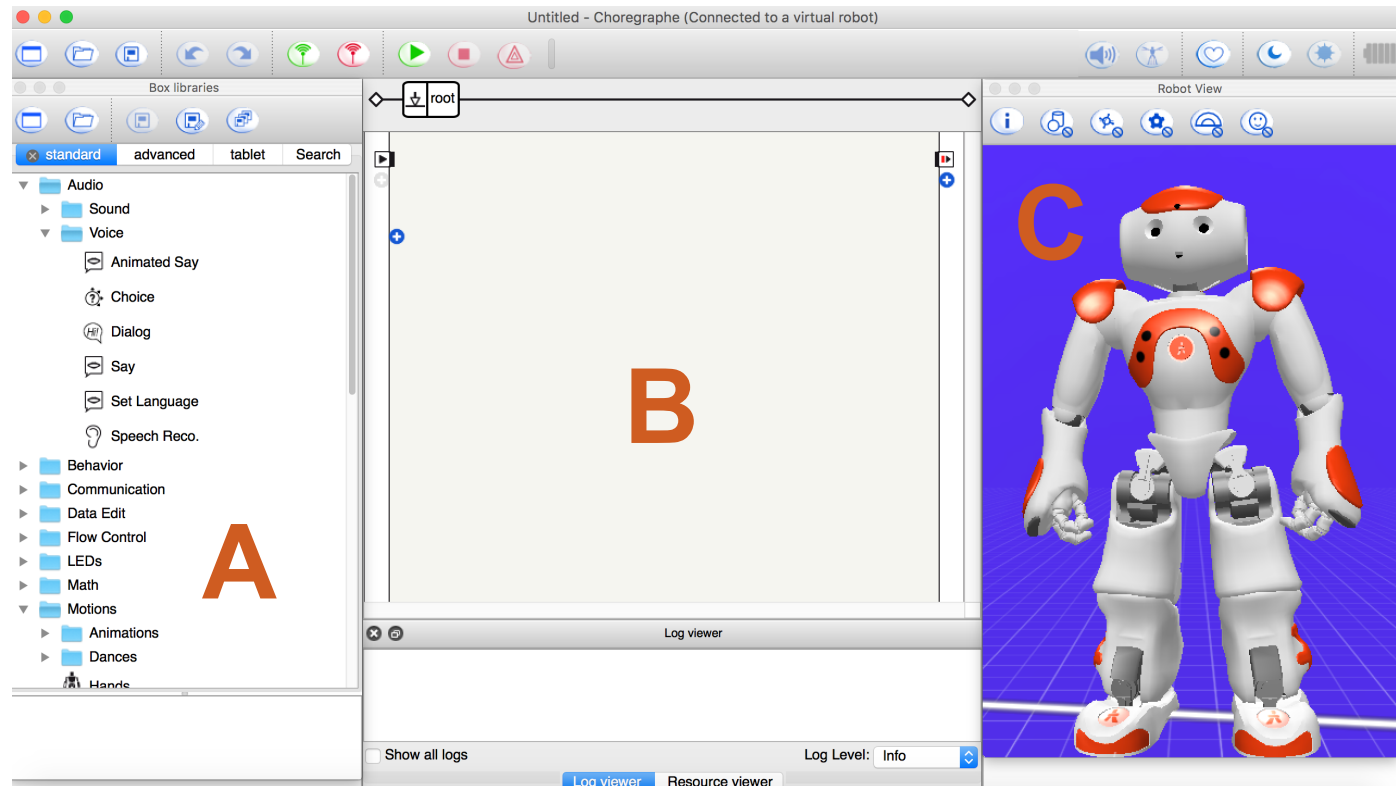 Untitled - Choregraphe (Connected to a virtual robot)
Box libraries
standard advanced tablet Search
Audio
Sound
Voice
Animated Say
Choice
Hi!
Dialog
Say
Set Language
Speech Reco.
Behavior
Communication
Data Edit
Flow Control
LEDs
Math
Motions
Animations
Dances
Hands
A
root
B
Log viewer
Show all logs
Log Level: Info
Log viewer Resource viewer
Robot View
i
C